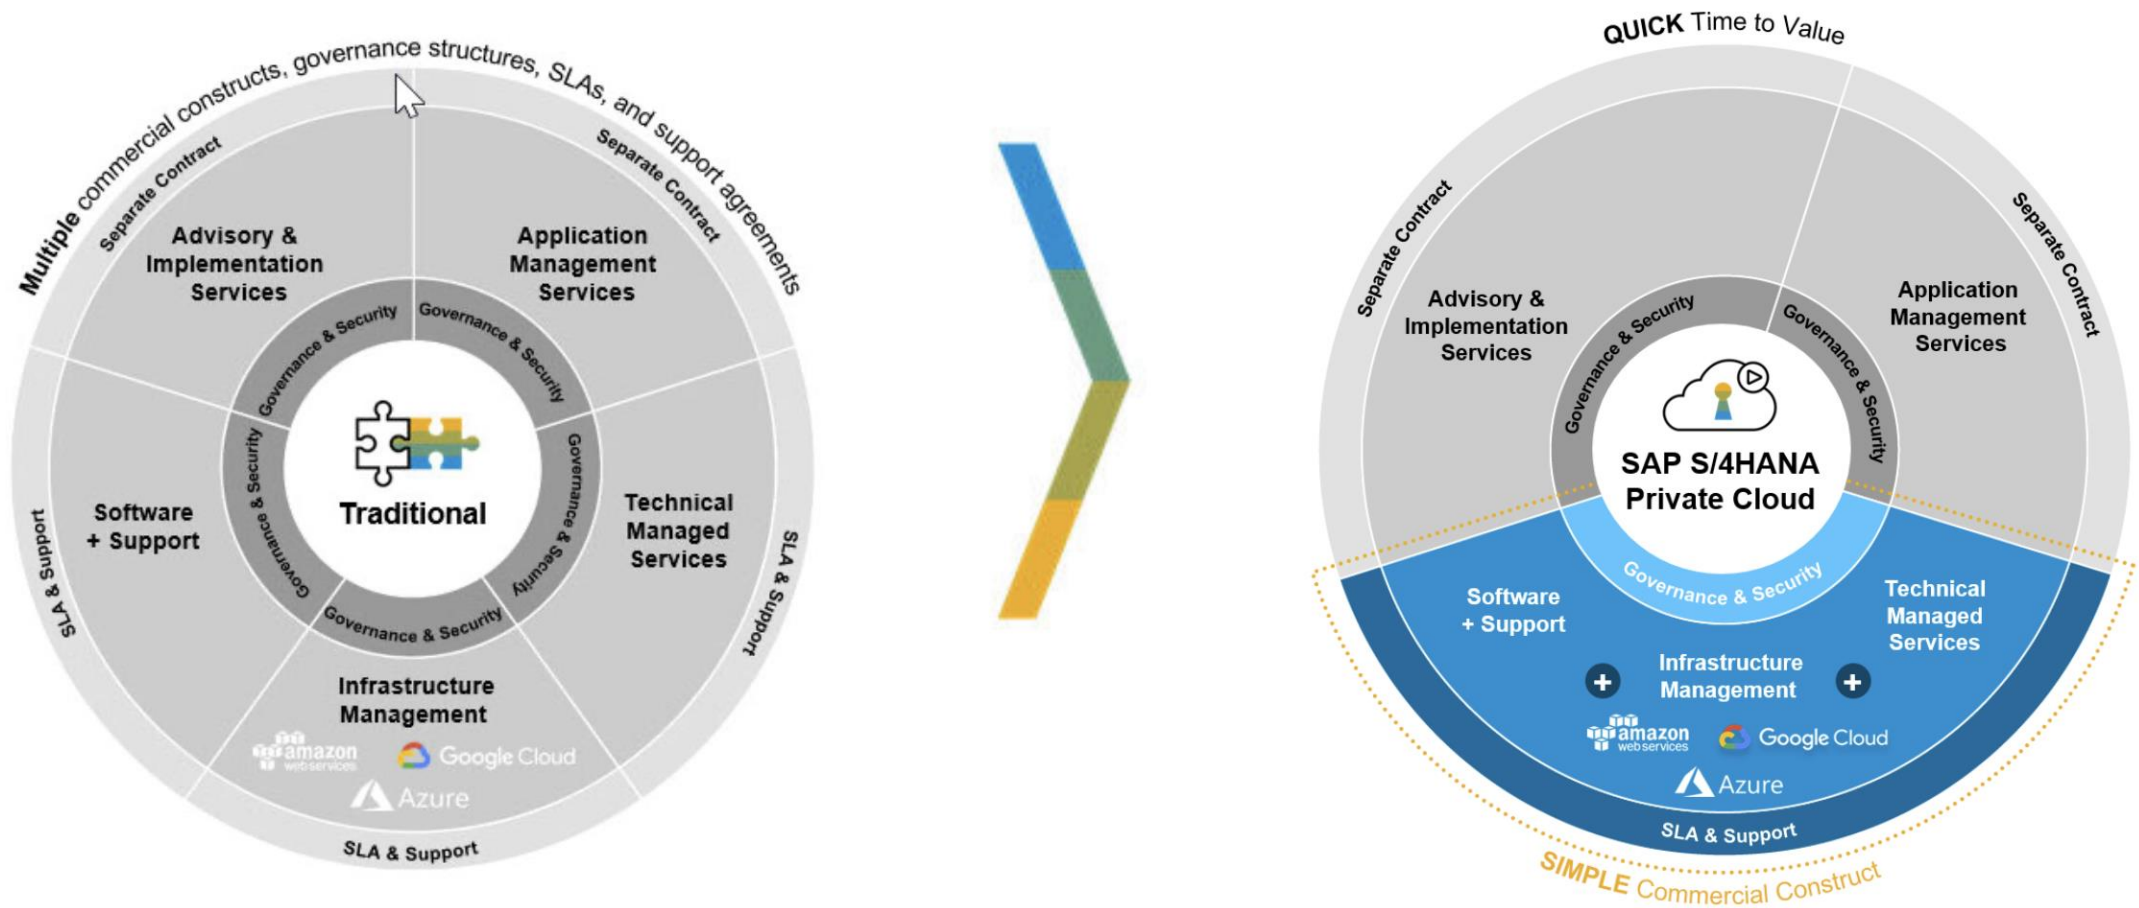 Multiple commercial constructs, governance structures, SLAs, and support agreements
Separate Contract
Separate Contract
Advisory &
Implementation
Services
Application
Management
Services
Governance & Security
Governance & Security
Governance & Security
Governance & Security
Governance & Security
Traditional
Software
+ Support
Technical
Managed
Services
SLA & Support
SLA & Support
Infrastructure
Management
amazon
webservices
Google Cloud
Azure
SLA & Support
QUICK Time to Value
Separate Contract
Separate Contract
Advisory &
Implementation
Services
Application
Management
Services
Governance & Security
Governance & Security
SAP S/4HANA
Private Cloud
Governance & Security
Software
+ Support
Technical
Managed
Services
+
Infrastructure
Management
+
amazon
webservices
Google Cloud
Azure
SLA & Support
SIMPLE Commercial Construct